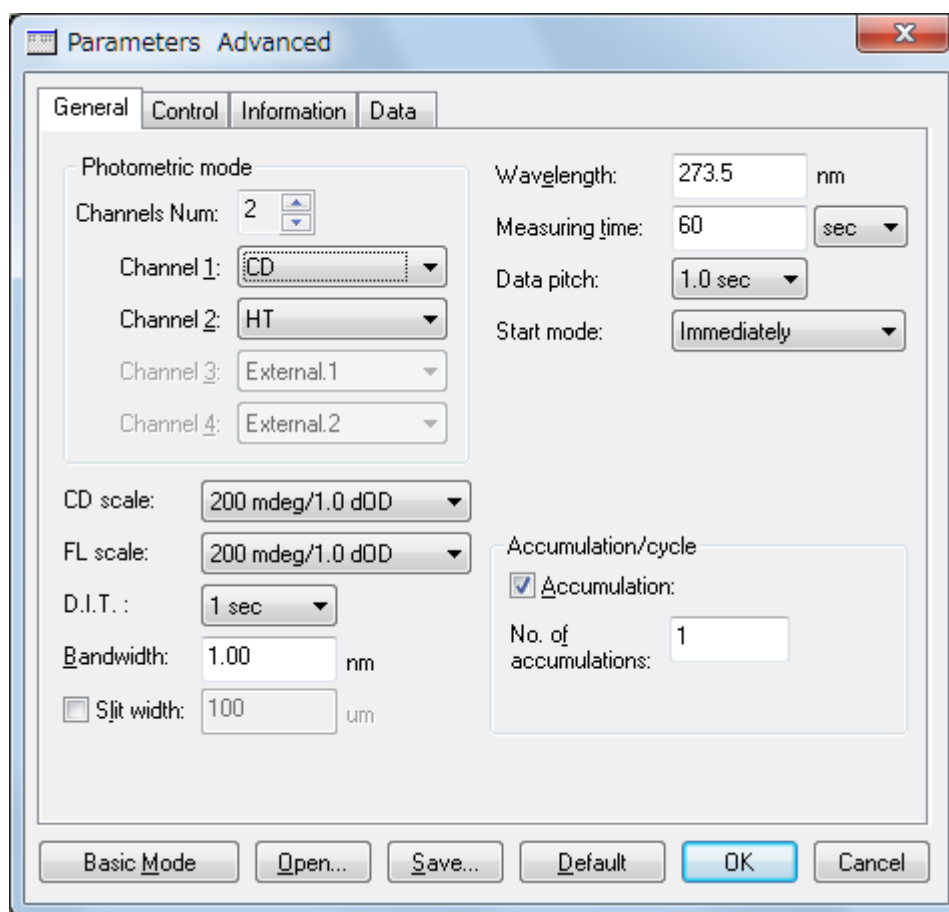 Parameters  Advanced
General Control Information Data
Photometric mode
Channels Num: 2
Channel 1: CD
Channel 2: HT
Channel 3: External.1
Channel 4: External.2
Wavelength: 273.5 nm
Measuring time: 60 sec
Data pitch: 1.0 sec
Start mode: Immediately
CD scale: 200 mdeg/1.0 dOD
FL scale: 200 mdeg/1.0 dOD
D.I.T. : 1 sec
Bandwidth: 1.00 nm
Slit width: 100 um
Accumulation/cycle
Accumulation:
No. of
accumulations: 1
Basic Mode Open... Save... Default OK Cancel